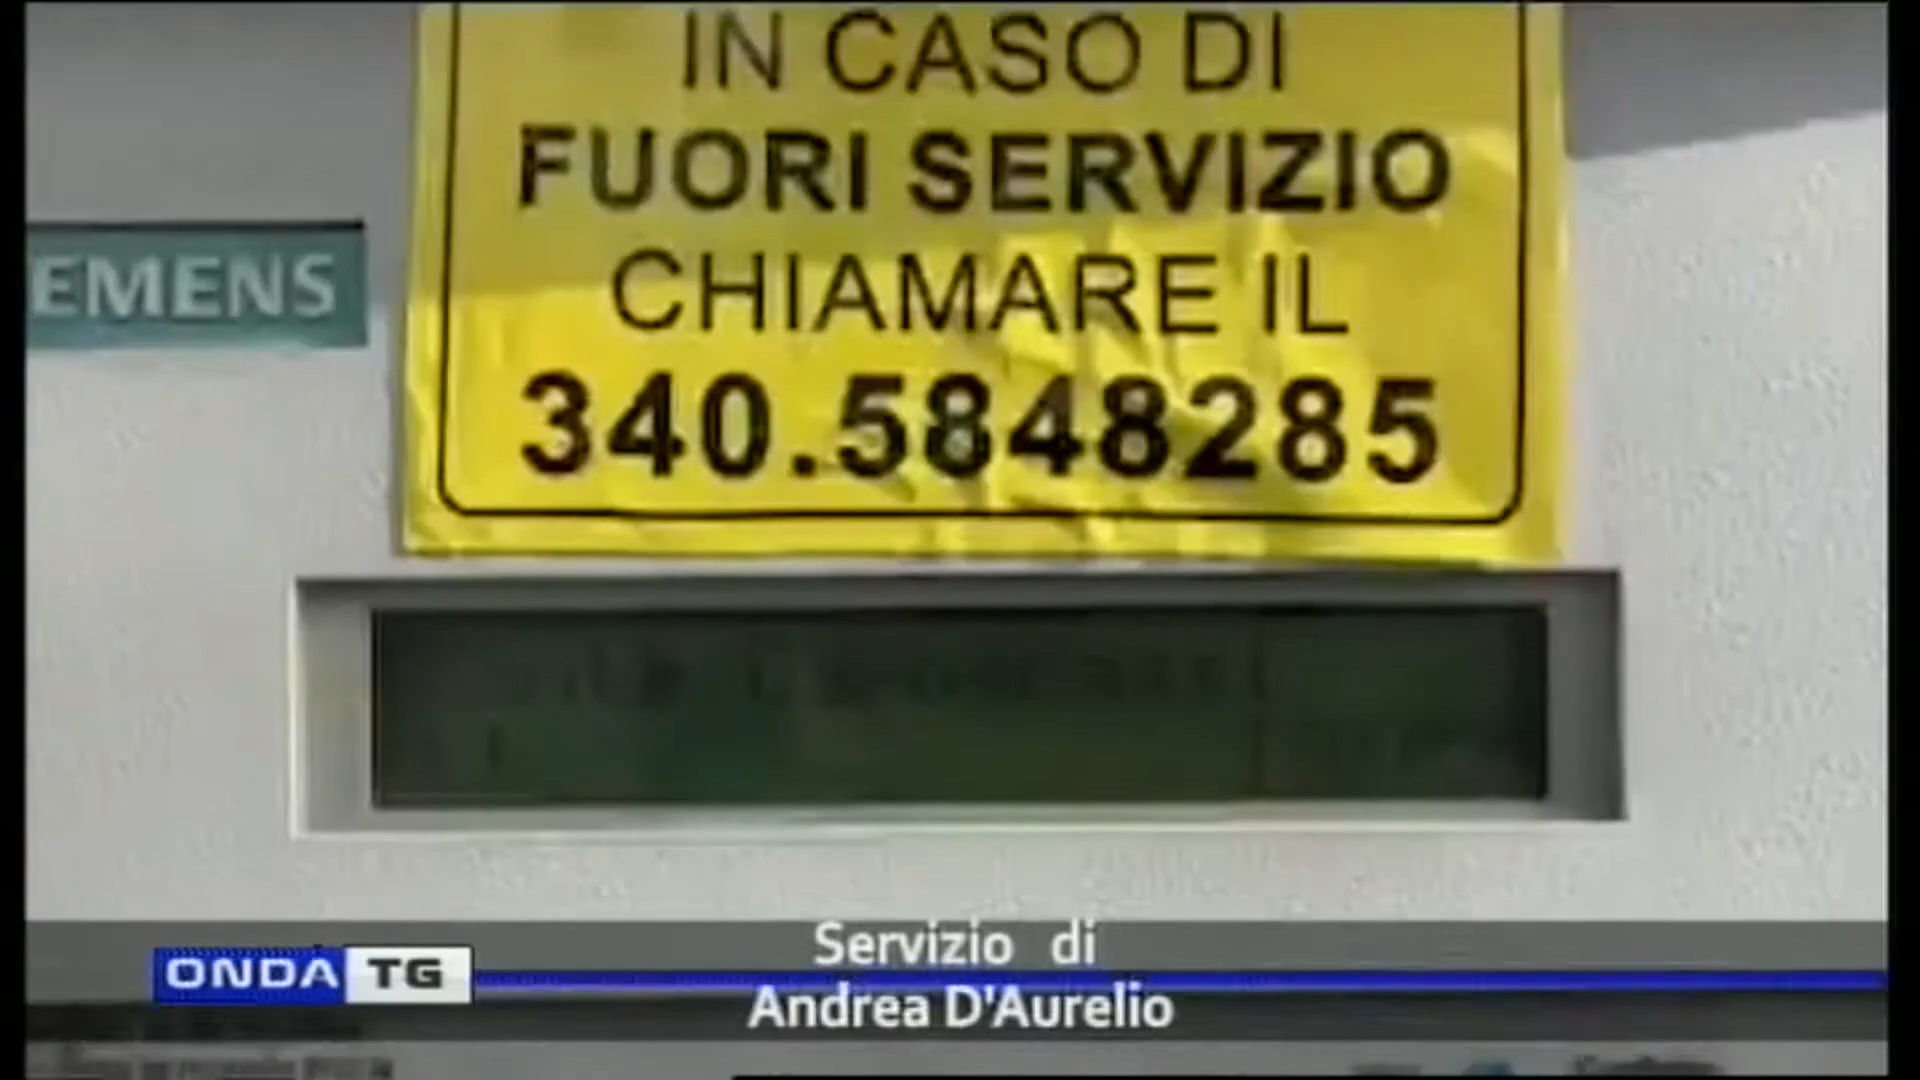 IN CASO DI
FUORI SERVIZIO
CHIAMARE IL
340.5848285
EMENS
Servizio di
ONDA TG
Andrea D'Aurelio